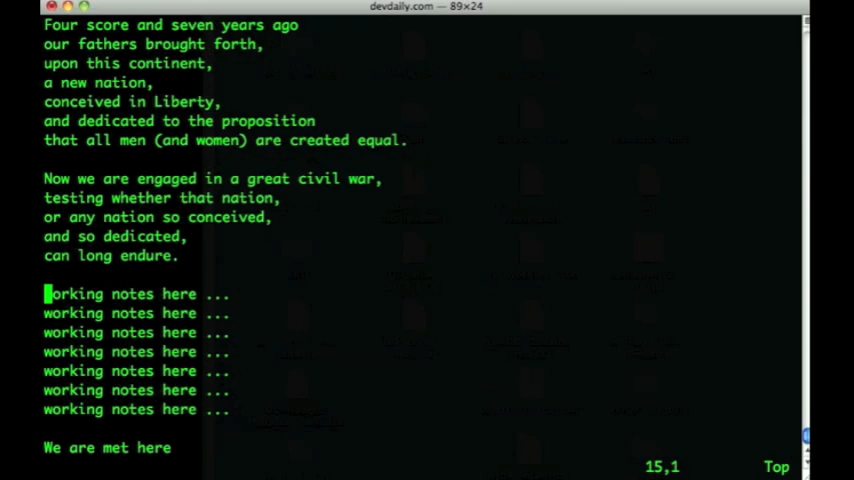 devdaily.com — 89×24
Four score and seven years ago
our fathers brought forth,
upon this continent,
a new nation,
conceived in Liberty,
and dedicated to the proposition
that all men (and women) are created equal.
Now we are engaged in a great civil war,
testing whether that nation,
or any nation so conceived,
and so dedicated,
can long endure.
working notes here ...
working notes here ...
working notes here ...
working notes here ...
working notes here ...
working notes here ...
working notes here ...
We are met here
15,1 Top